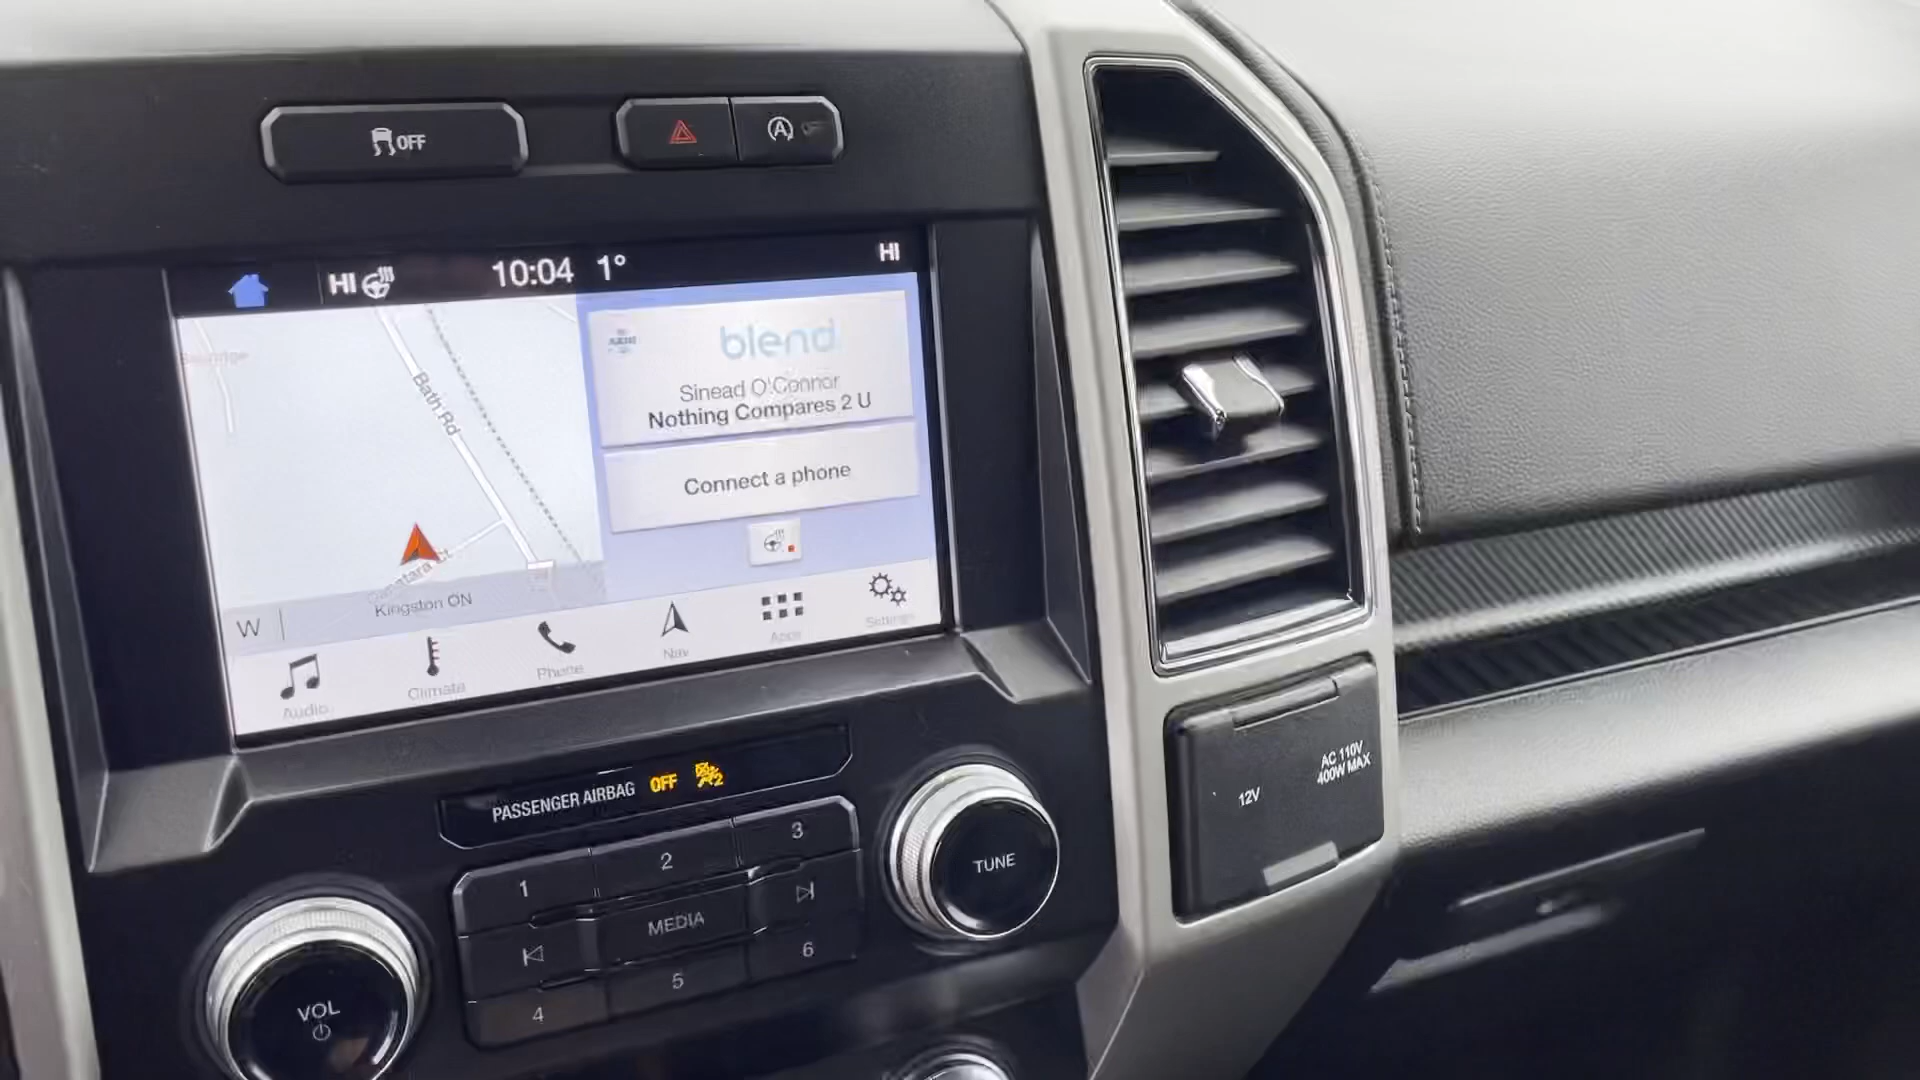 OFF
HI 10:04 1° HI
blend
Sinead O'Connor
Nothing Compares 2 U
Connect a phone
Bath Rd
Kingston ON
W
Audio Climate Phone Nav Apps Settings
PASSENGER AIRBAG OFF 2
1 2 3
MEDIA
4 5 6
VOL
TUNE
12V
AC 110V
400W MAX